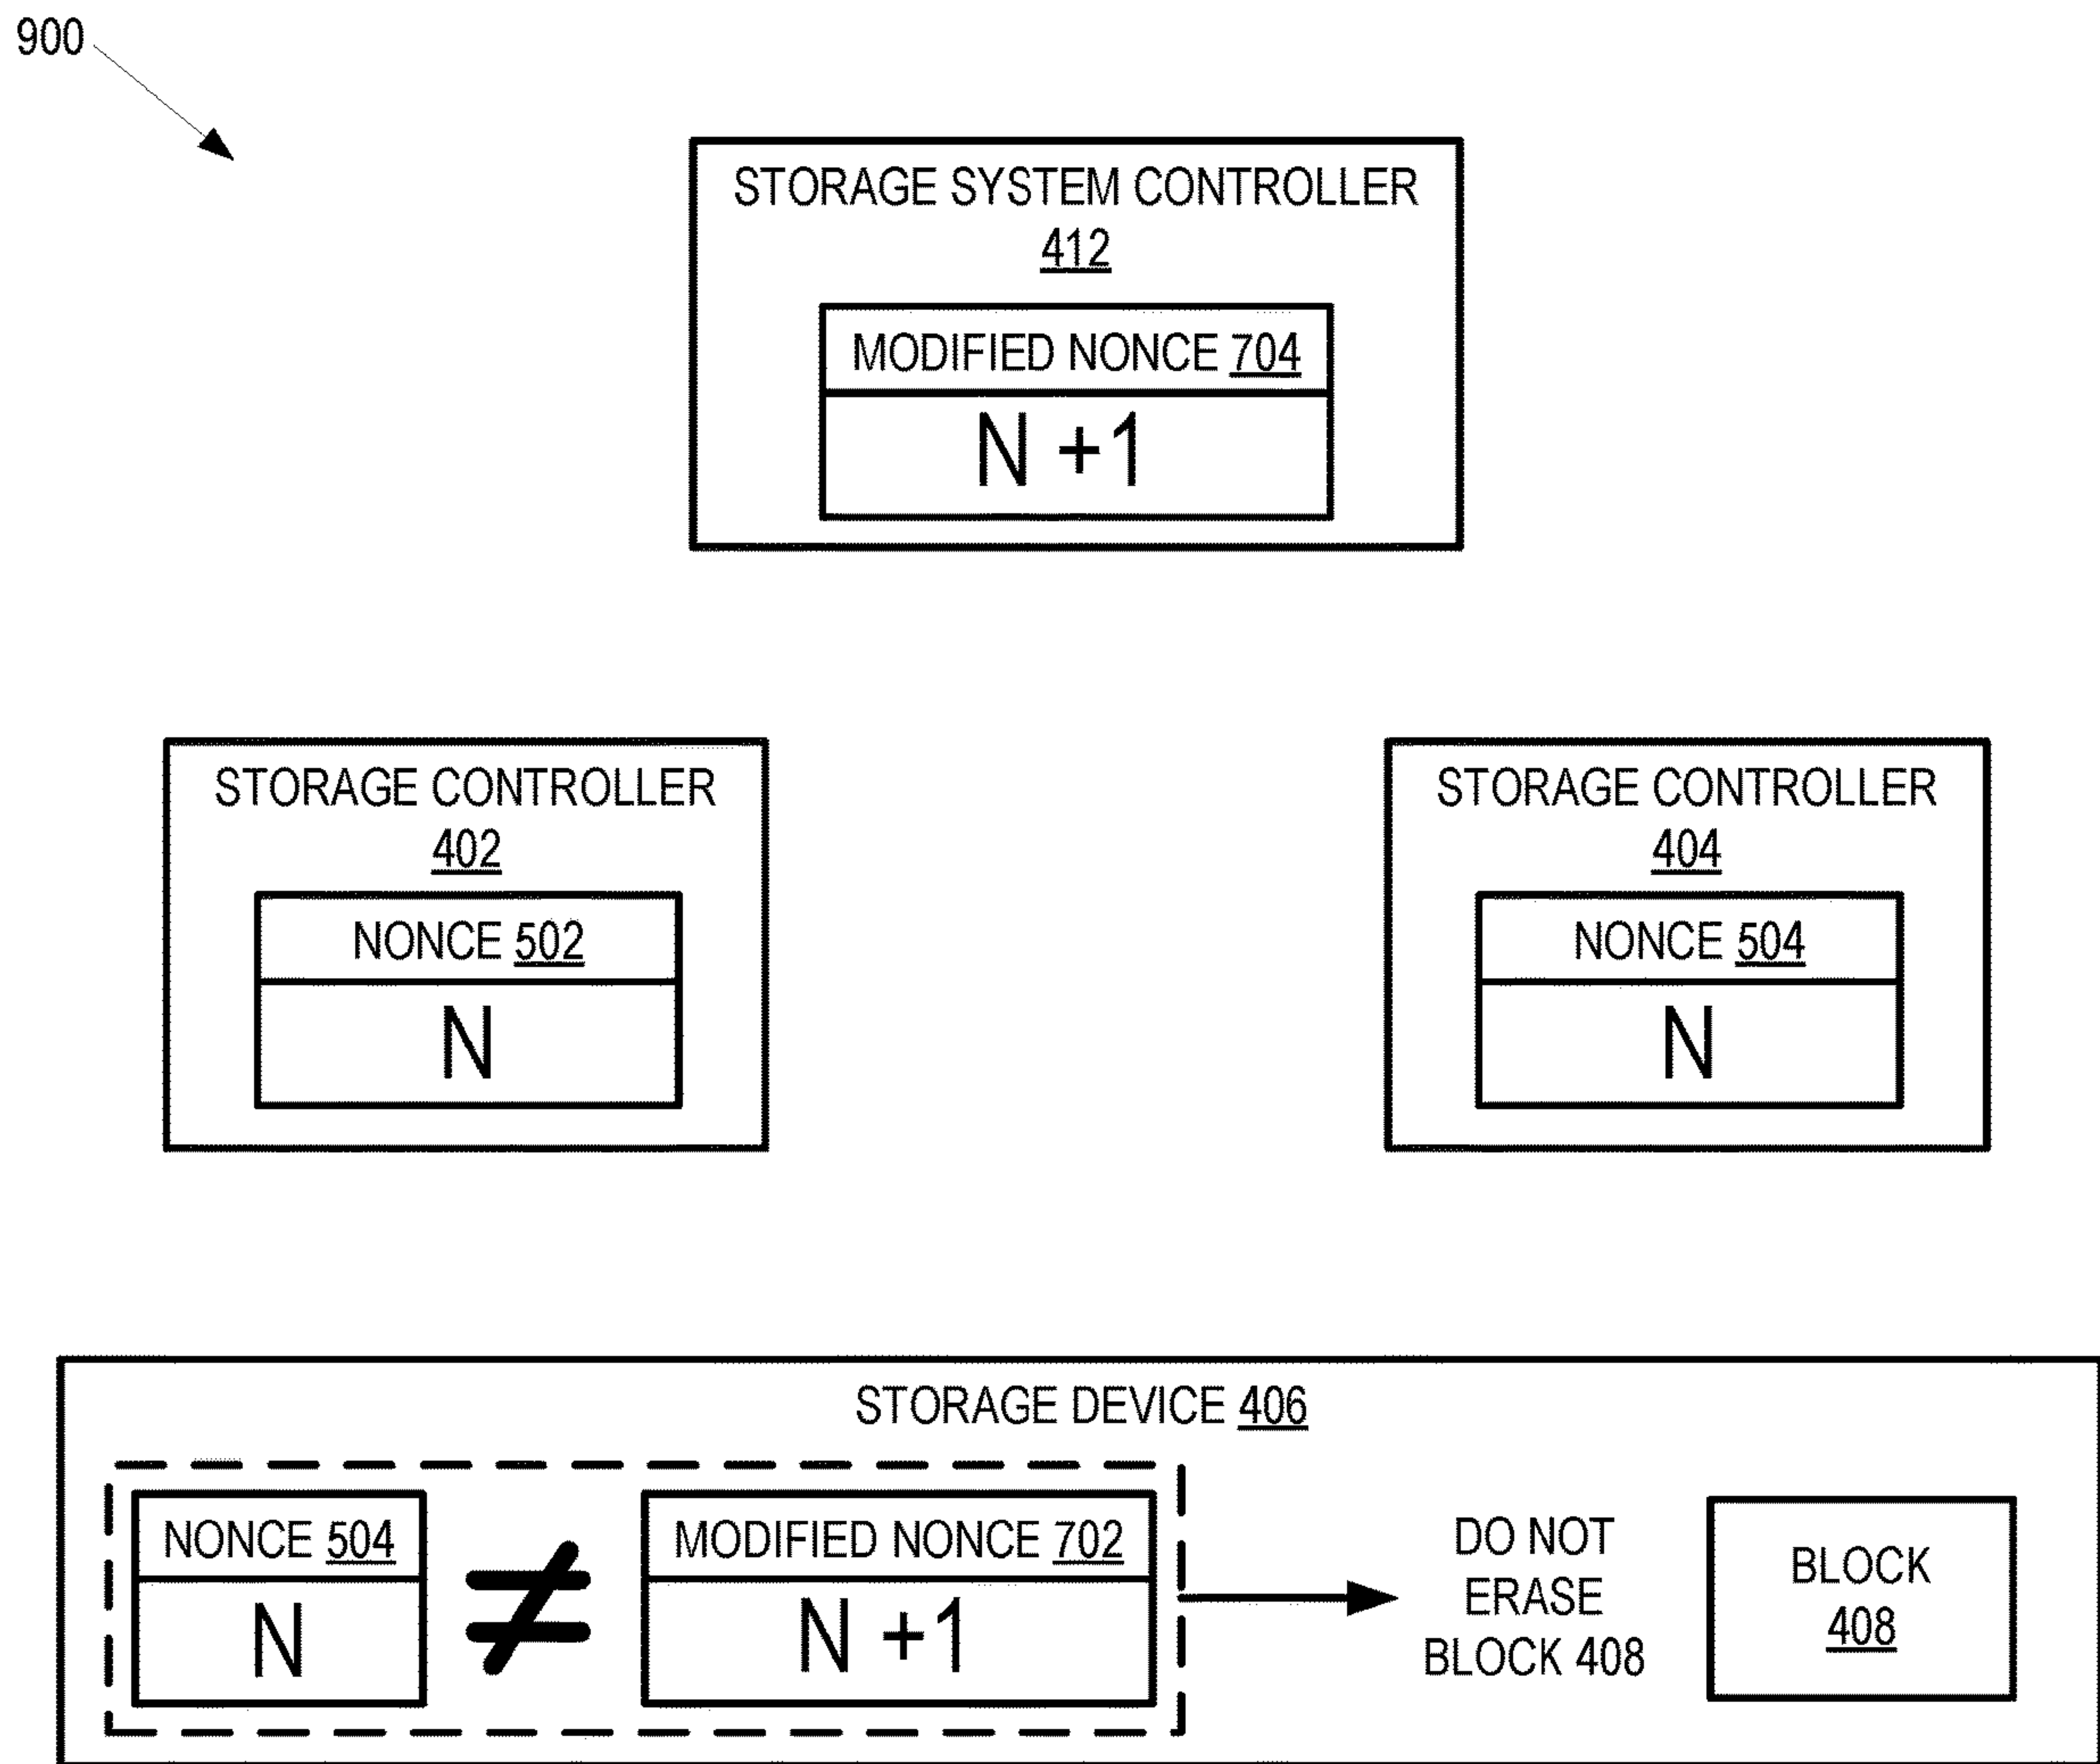 900
STORAGE SYSTEM CONTROLLER
412
MODIFIED NONCE 704
N +1
STORAGE CONTROLLER
402
NONCE 502
N
STORAGE CONTROLLER
404
NONCE 504
N
STORAGE DEVICE 406
NONCE 504
N
≠
MODIFIED NONCE 702
N +1
DO NOT
ERASE
BLOCK 408
BLOCK
408